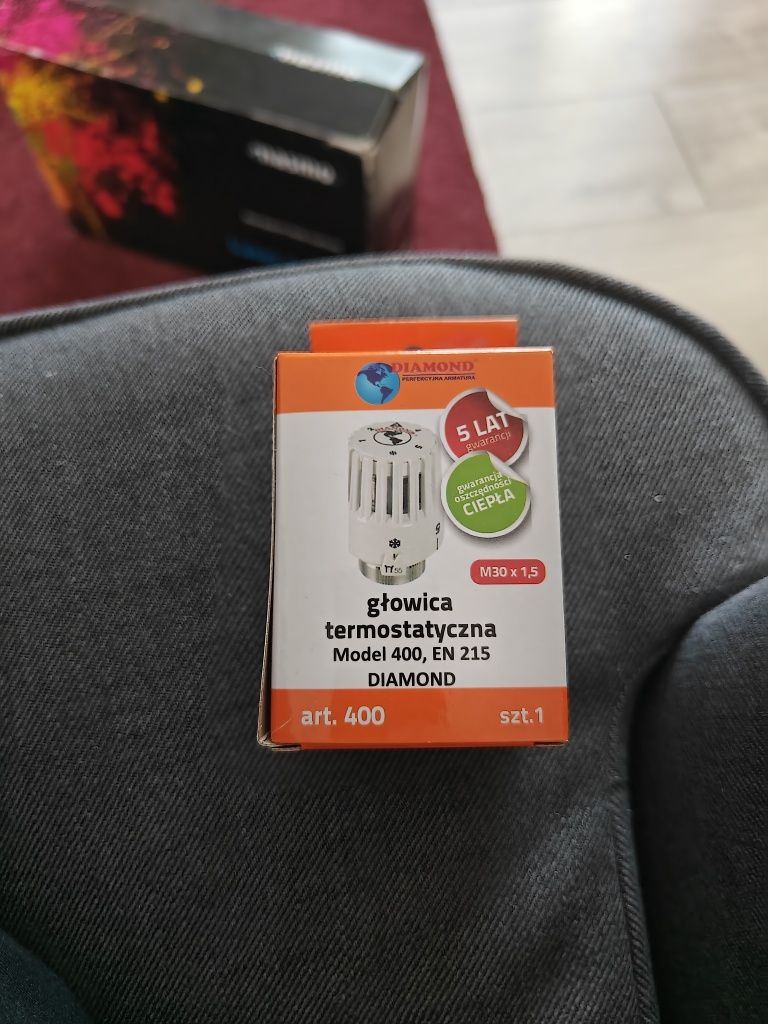 DIAMOND
PERFEKCYJNA ARMATURA
5 LAT
gwarancji
gwarancja
oszczędności
CIEPŁA
M30 x 1,5
głowica
termostatyczna
Model 400, EN 215
DIAMOND
art. 400
szt.1